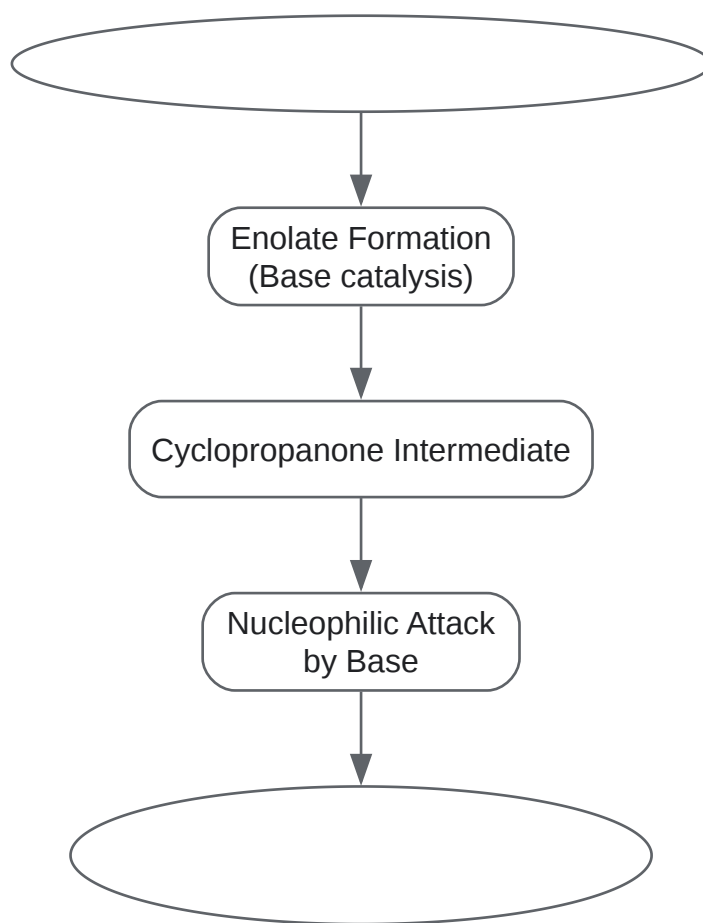 Enolate Formation
(Base catalysis)
Cyclopropanone Intermediate
Nucleophilic Attack
by Base